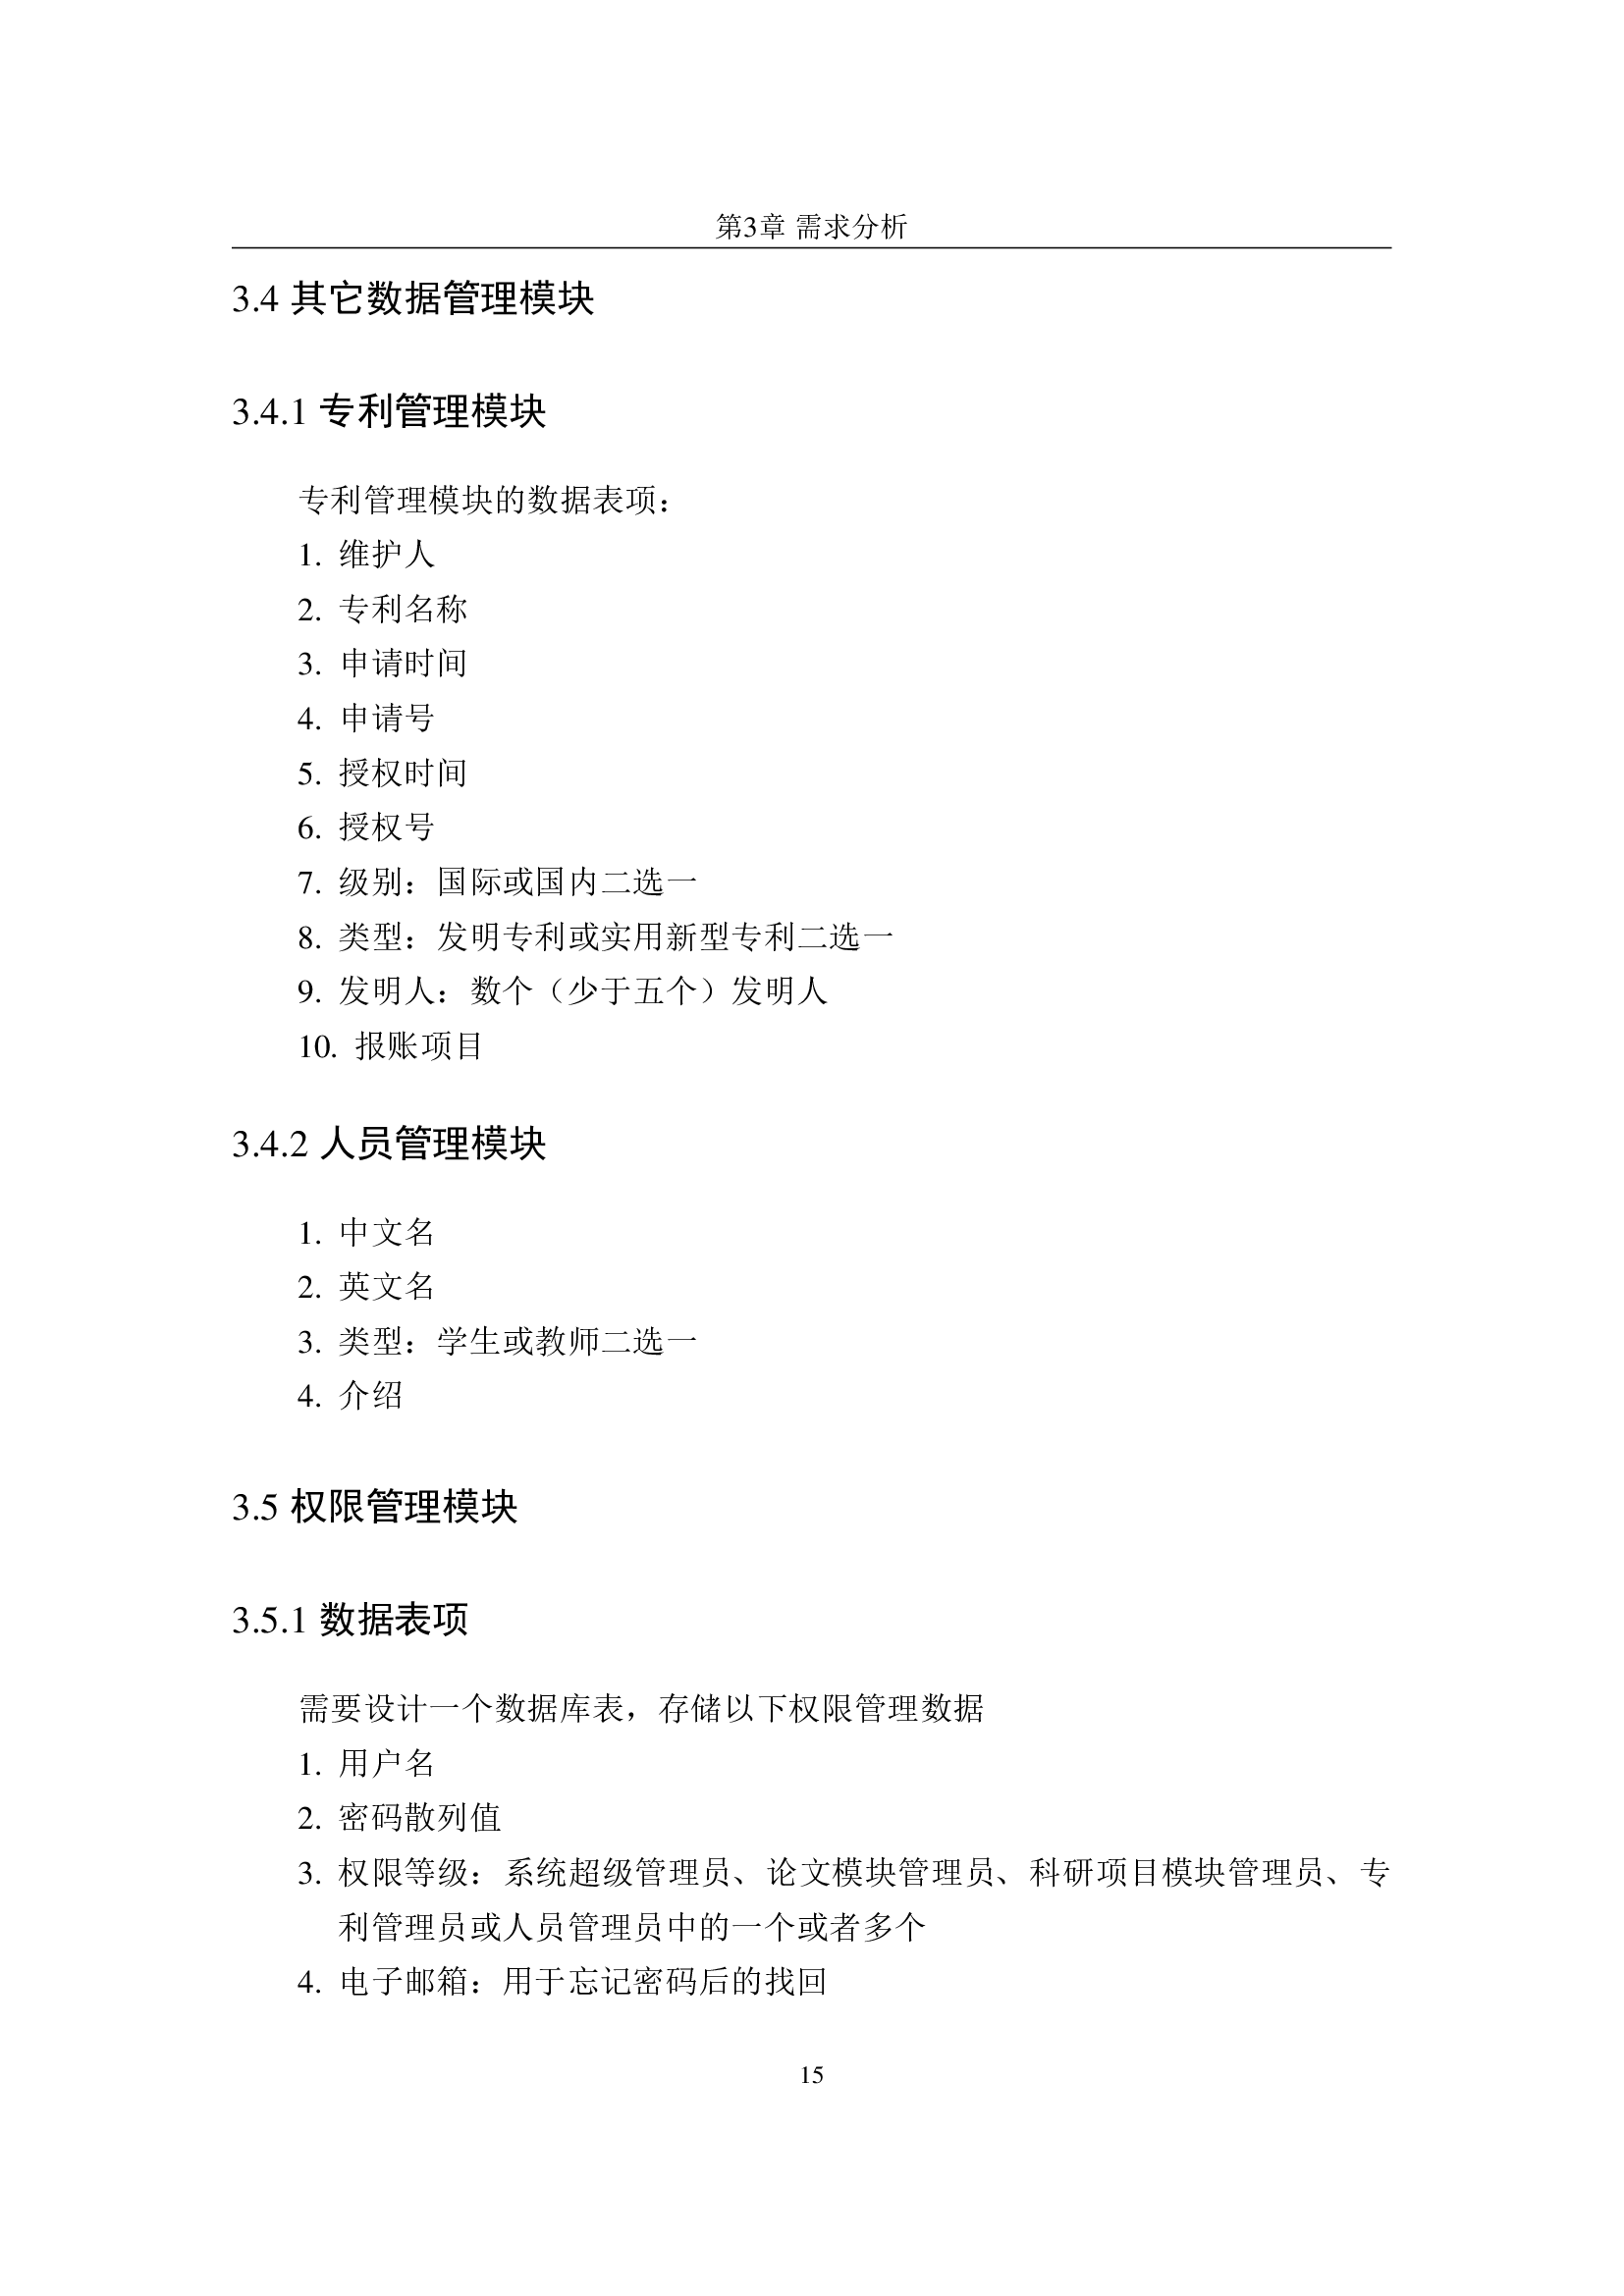 第3章 需求分析
3.4 其它数据管理模块
3.4.1 专利管理模块
专利管理模块的数据表项：
1. 维护人
2. 专利名称
3. 申请时间
4. 申请号
5. 授权时间
6. 授权号
7. 级别：国际或国内二选一
8. 类型：发明专利或实用新型专利二选一
9. 发明人：数个（少于五个）发明人
10. 报账项目
3.4.2 人员管理模块
1. 中文名
2. 英文名
3. 类型：学生或教师二选一
4. 介绍
3.5 权限管理模块
3.5.1 数据表项
需要设计一个数据库表，存储以下权限管理数据
1. 用户名
2. 密码散列值
3. 权限等级：系统超级管理员、论文模块管理员、科研项目模块管理员、专
利管理员或人员管理员中的一个或者多个
4. 电子邮箱：用于忘记密码后的找回
15